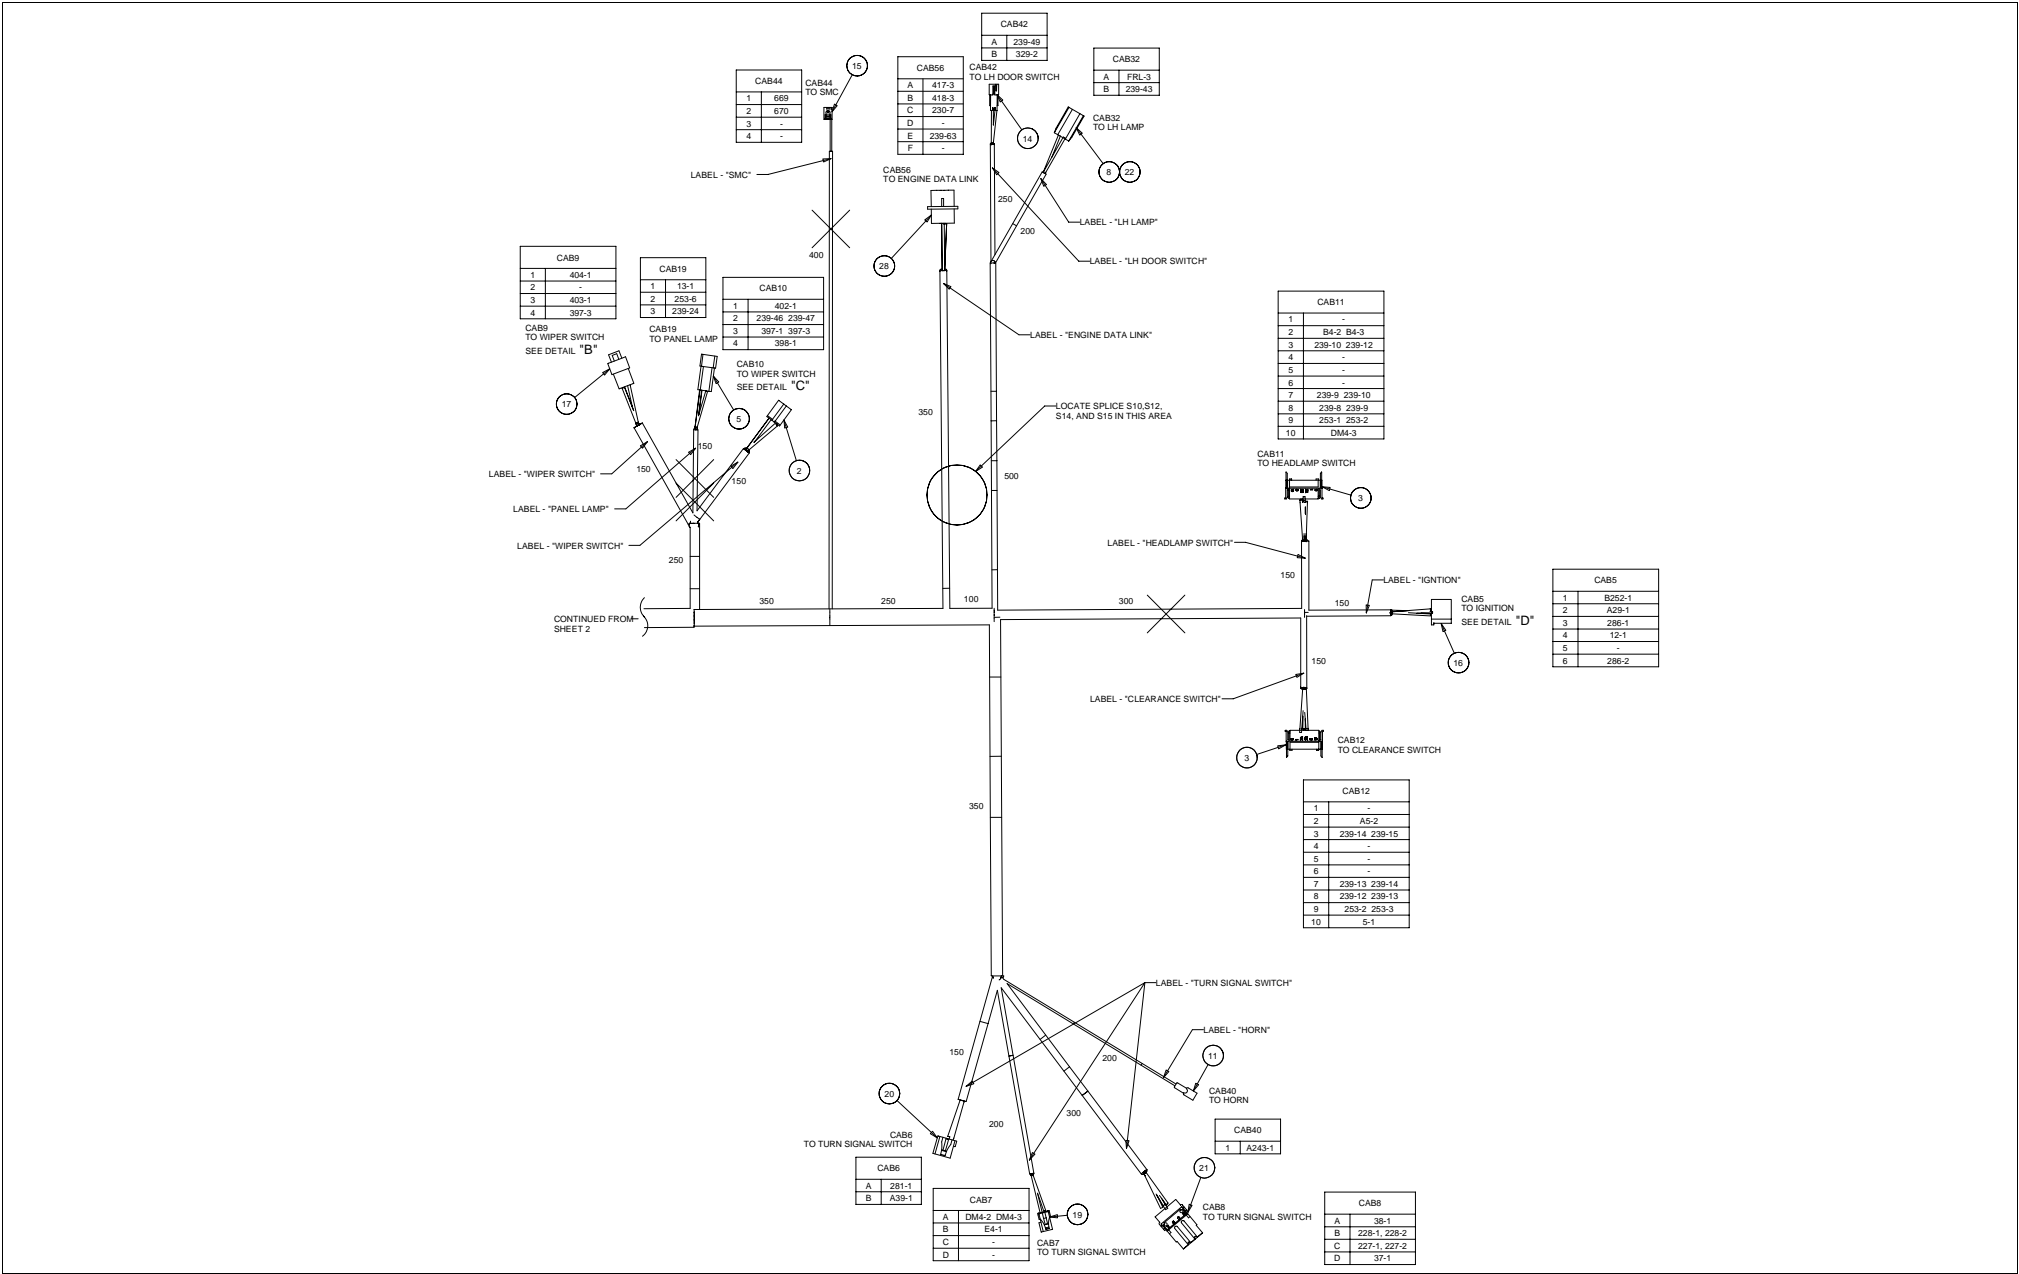 CAB42
A 239-49
B 329-2
CAB42
TO LH DOOR SWITCH
CAB32
A FRL-3
B 239-43
CAB32
TO LH LAMP
CAB56
A 417-3
B 418-3
C 230-7
D -
E 239-63
F -
CAB56
TO ENGINE DATA LINK
CAB44
1 669
2 670
3 -
4 -
CAB44
TO SMC
15
14
8
22
28
LABEL - "SMC"
LABEL - "LH LAMP"
LABEL - "LH DOOR SWITCH"
LABEL - "ENGINE DATA LINK"
250
200
400
CAB9
1 404-1
2 -
3 403-1
4 397-3
CAB9
TO WIPER SWITCH
SEE DETAIL "B"
CAB19
1 13-1
2 253-6
3 239-24
CAB19
TO PANEL LAMP
CAB10
1 402-1
2 239-46 239-47
3 397-1 397-3
4 398-1
CAB10
TO WIPER SWITCH
SEE DETAIL "C"
17
5
2
150
150
150
LABEL - "WIPER SWITCH"
LABEL - "PANEL LAMP"
LABEL - "WIPER SWITCH"
250
350
LOCATE SPLICE S10,S12,
S14, AND S15 IN THIS AREA
500
CAB11
1 -
2 B4-2 B4-3
3 239-10 239-12
4 -
5 -
6 -
7 239-9 239-10
8 239-8 239-9
9 253-1 253-2
10 DM4-3
CAB11
TO HEADLAMP SWITCH
3
LABEL - "HEADLAMP SWITCH"
150
LABEL - "IGNTION"
150
CAB5
TO IGNITION
SEE DETAIL "D"
16
CAB5
1 B252-1
2 A29-1
3 286-1
4 12-1
5 -
6 286-2
CONTINUED FROM
SHEET 2
350
250
100
300
150
LABEL - "CLEARANCE SWITCH"
3
CAB12
TO CLEARANCE SWITCH
CAB12
1 -
2 A5-2
3 239-14 239-15
4 -
5 -
6 -
7 239-13 239-14
8 239-12 239-13
9 253-2 253-3
10 5-1
350
LABEL - "TURN SIGNAL SWITCH"
LABEL - "HORN"
150
200
300
200
11
CAB40
TO HORN
CAB40
1 A243-1
20
CAB6
TO TURN SIGNAL SWITCH
CAB6
A 281-1
B A39-1
CAB7
A DM4-2 DM4-3
B E4-1
C -
D -
19
CAB7
TO TURN SIGNAL SWITCH
21
CAB8
TO TURN SIGNAL SWITCH
CAB8
A 38-1
B 228-1, 228-2
C 227-1, 227-2
D 37-1